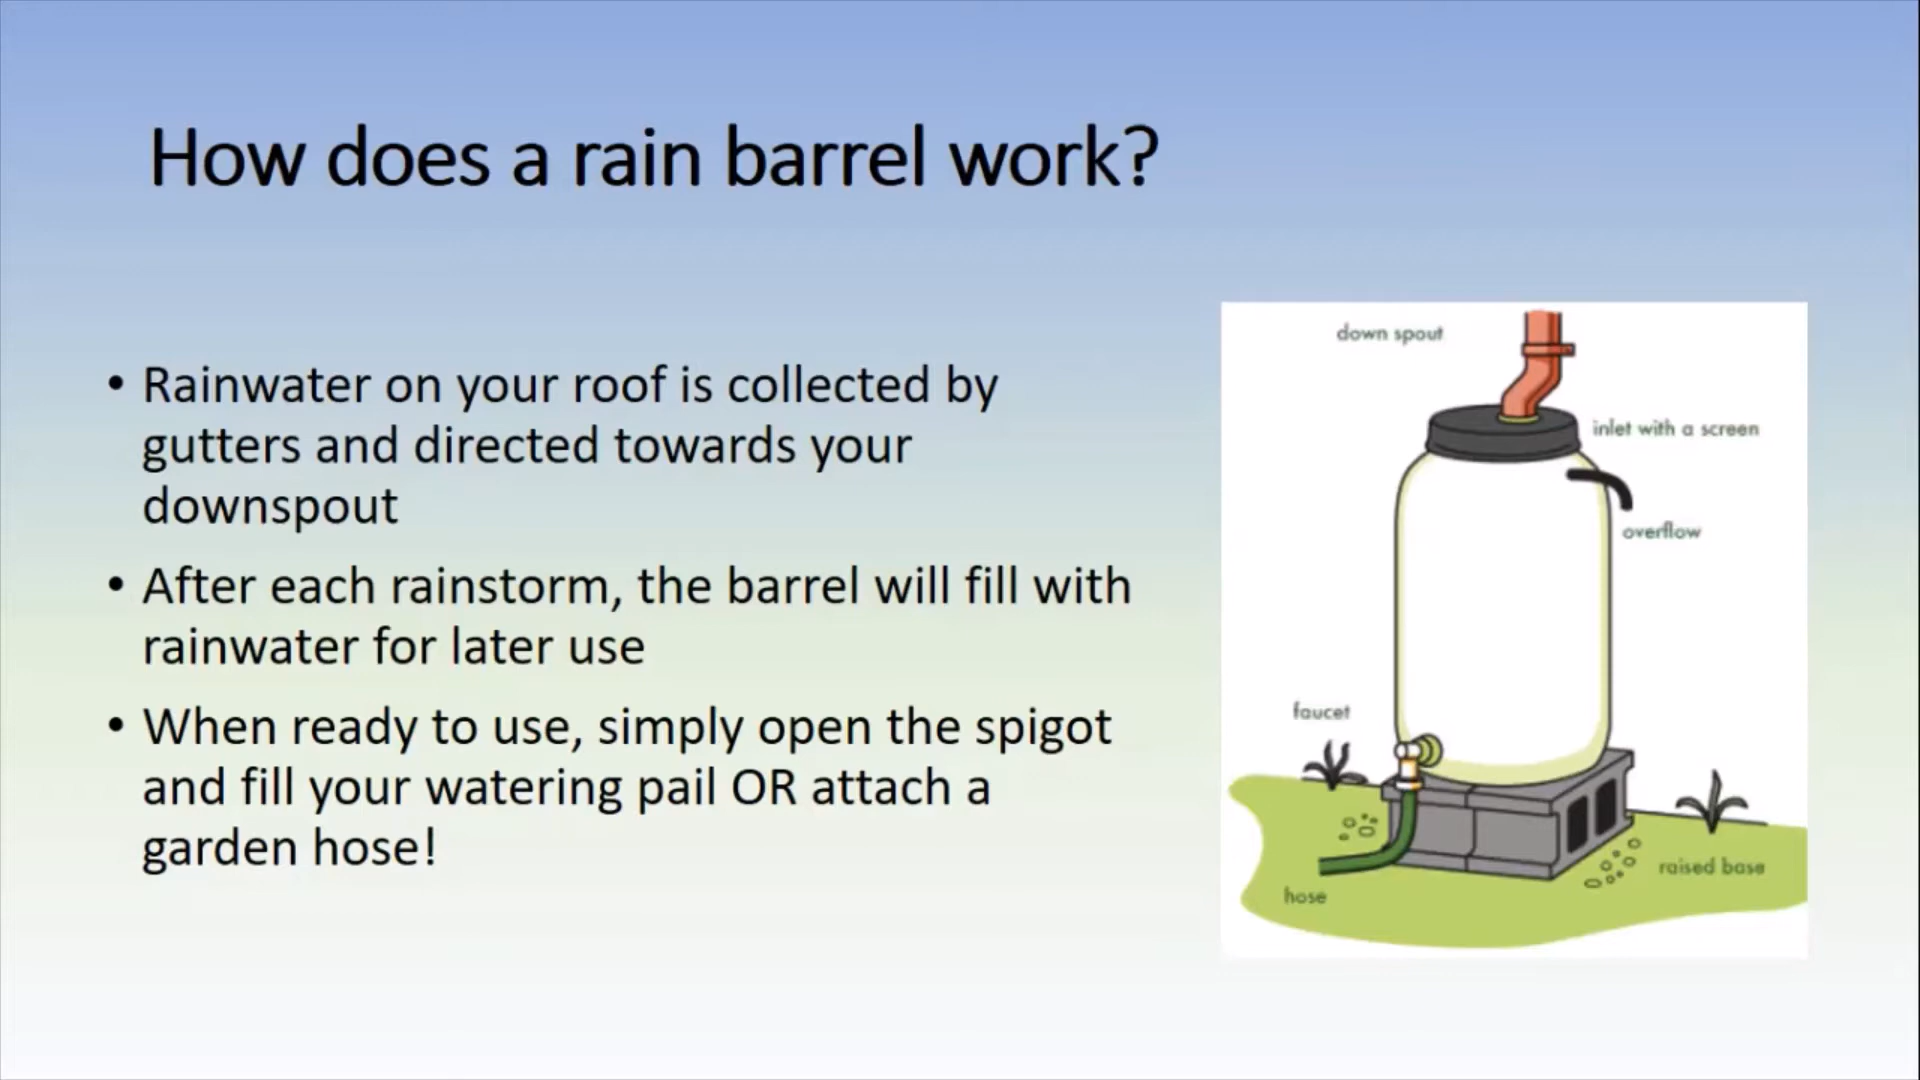 How does a rain barrel work?
• Rainwater on your roof is collected by
gutters and directed towards your
downspout
• After each rainstorm, the barrel will fill with
rainwater for later use
• When ready to use, simply open the spigot
and fill your watering pail OR attach a
garden hose!
down spout
inlet with a screen
overflow
faucet
raised base
hose